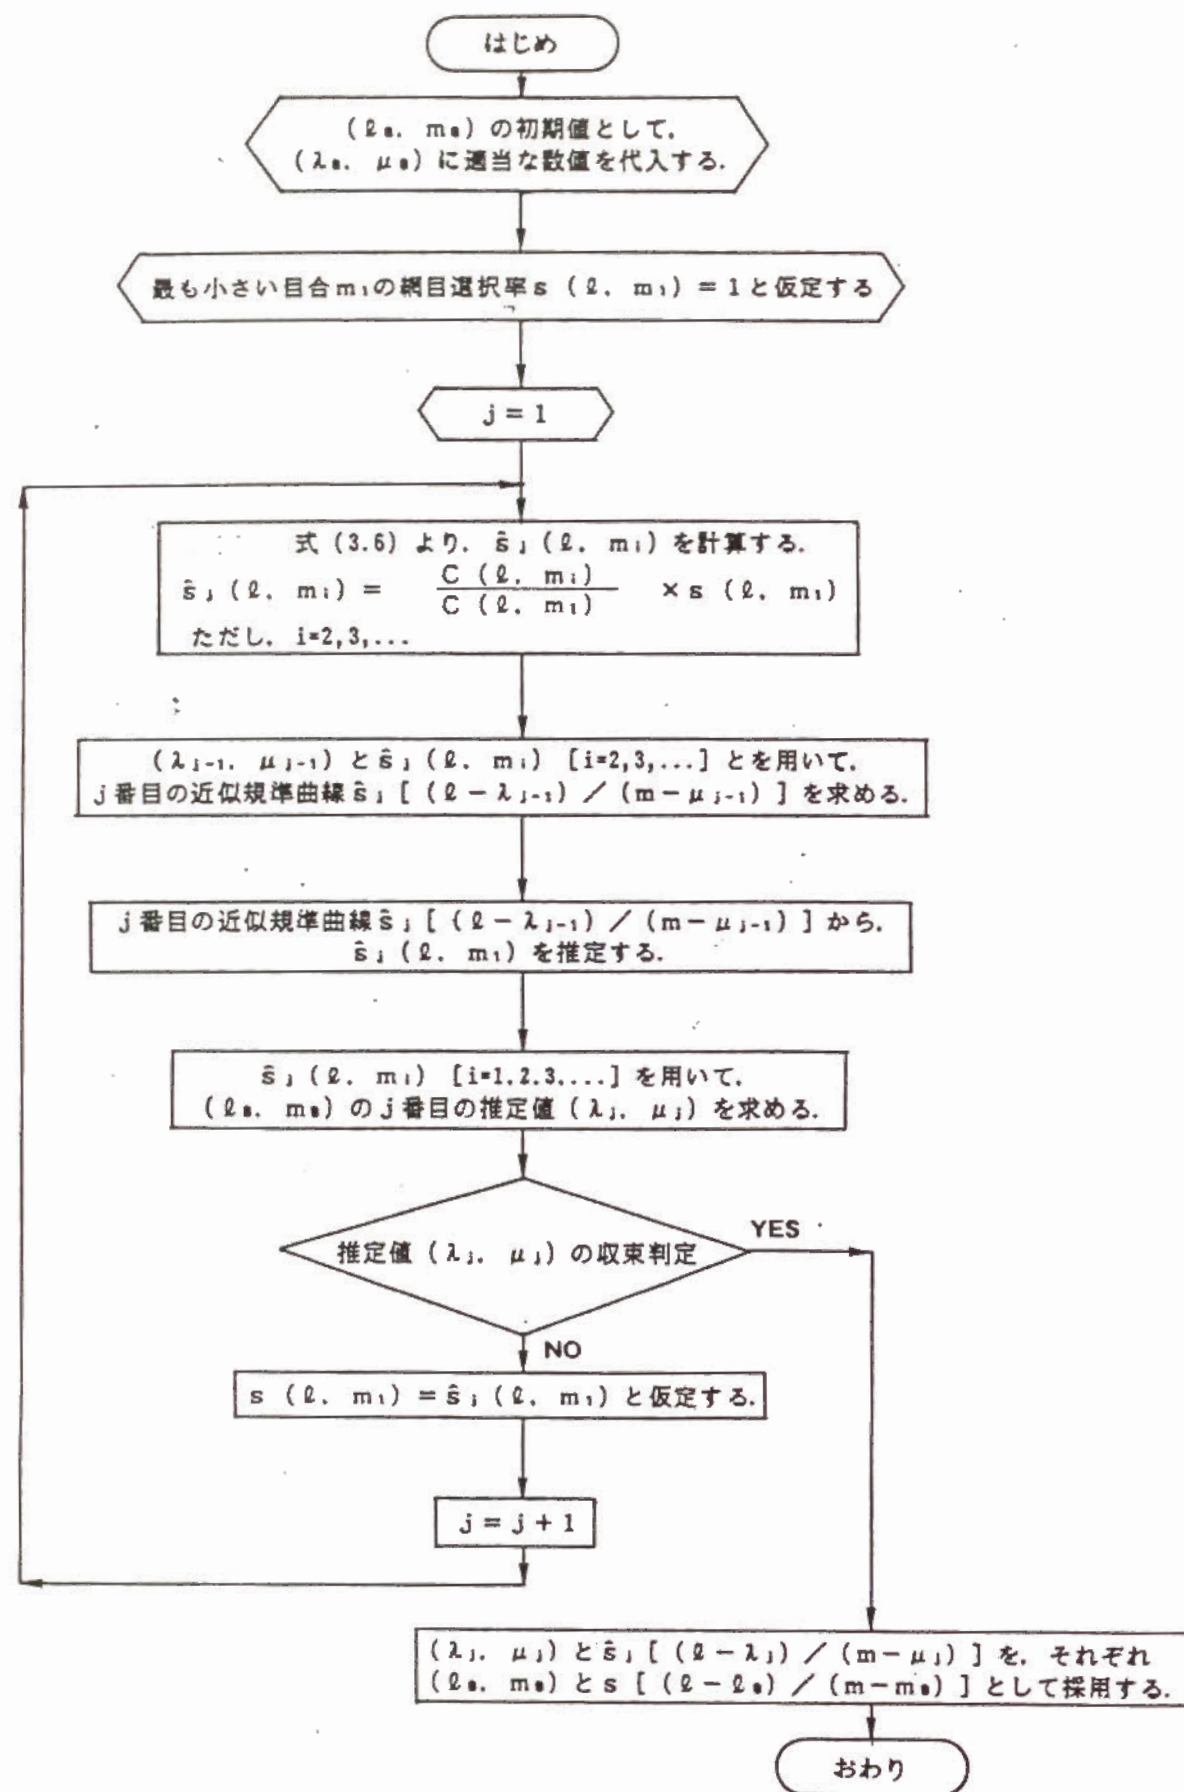 はじめ
(ℓ₀, m₀) の初期値として,
(λ₀, μ₀) に適当な数値を代入する.
最も小さい目合m₁の網目選択率s (ℓ, m₁) = 1と仮定する
j = 1
式 (3.6) より, ŝⱼ (ℓ, mᵢ) を計算する.
ŝⱼ (ℓ, mᵢ) = C (ℓ, mᵢ) / C (ℓ, m₁) × s (ℓ, m₁)
ただし, i=2,3,...
(λⱼ₋₁, μⱼ₋₁) とŝⱼ (ℓ, mᵢ) [i=2,3,...] とを用いて,
j番目の近似規準曲線ŝⱼ [ (ℓ-λⱼ₋₁) / (m-μⱼ₋₁) ] を求める.
j番目の近似規準曲線ŝⱼ [ (ℓ-λⱼ₋₁) / (m-μⱼ₋₁) ] から,
ŝⱼ (ℓ, m₁) を推定する.
ŝⱼ (ℓ, mᵢ) [i=1,2,3,...] を用いて,
(ℓ₀, m₀) のj番目の推定値 (λⱼ, μⱼ) を求める.
推定値 (λⱼ, μⱼ) の収束判定
YES
NO
s (ℓ, m₁) = ŝⱼ (ℓ, m₁) と仮定する.
j = j + 1
(λⱼ, μⱼ) とŝⱼ [ (ℓ-λⱼ) / (m-μⱼ) ] を, それぞれ
(ℓ₀, m₀) とs [ (ℓ-ℓ₀) / (m-m₀) ] として採用する.
おわり